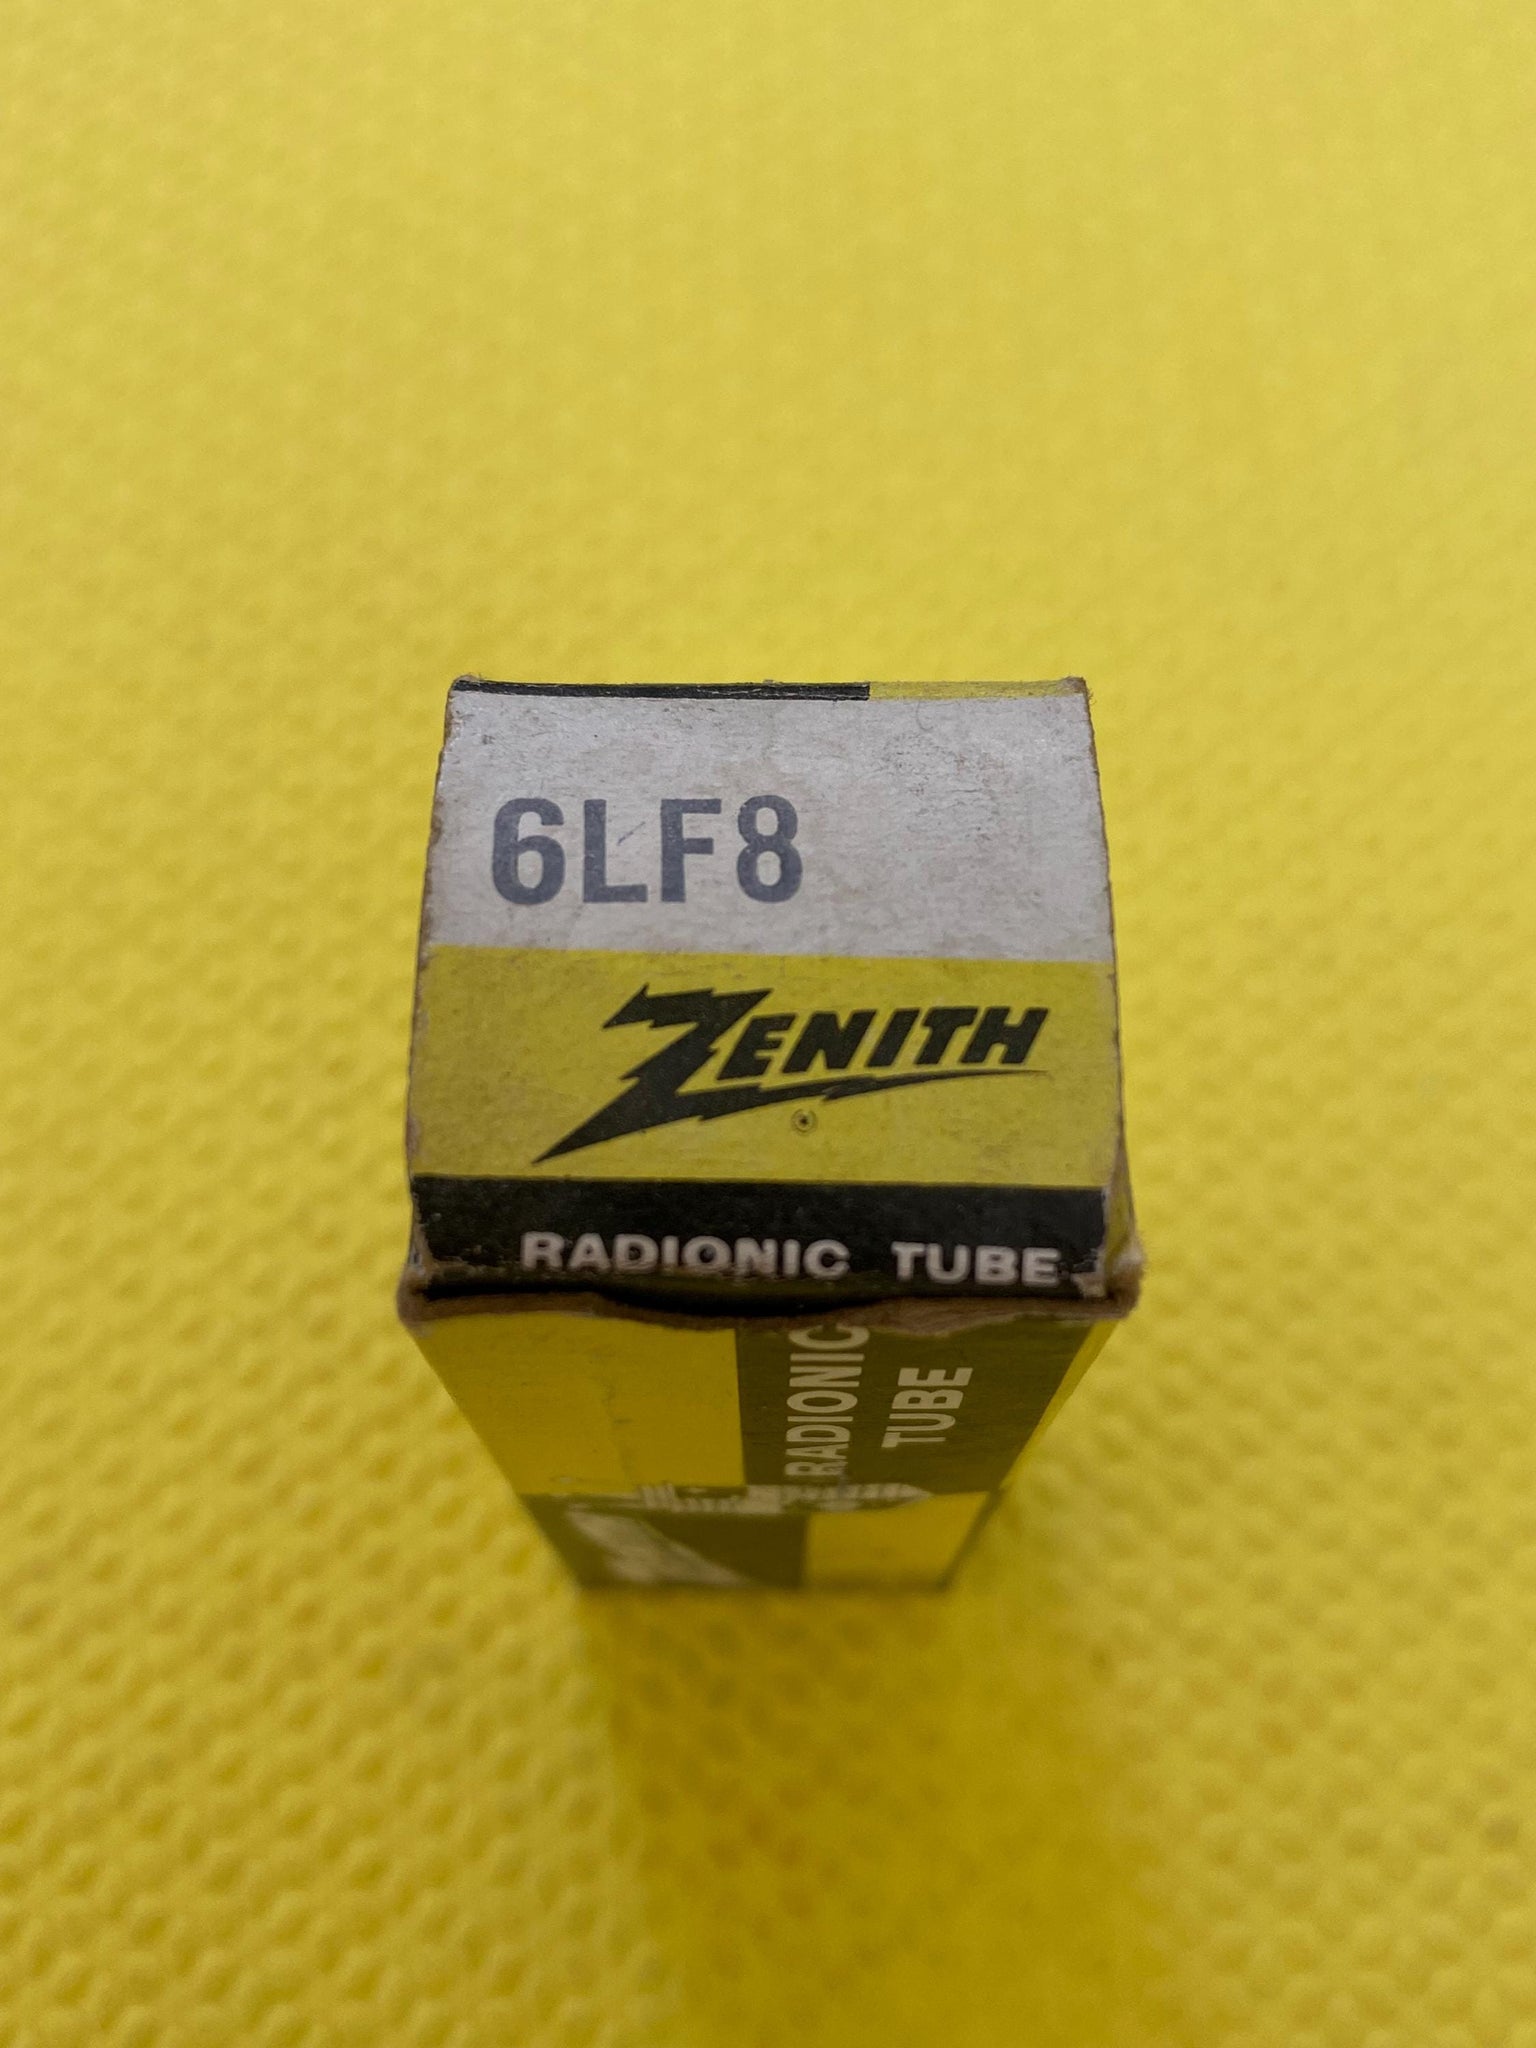 6LF8
ZENITH
RADIONIC TUBE
RADIONIC
TUBE